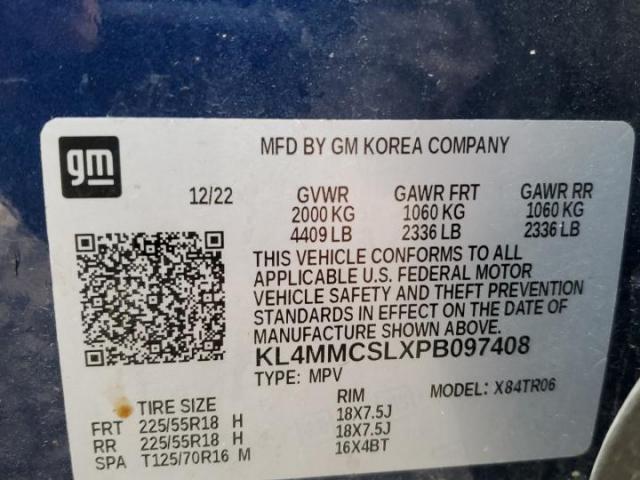 gm
MFD BY GM KOREA COMPANY
12/22 GVWR GAWR FRT GAWR RR
2000 KG 1060 KG 1060 KG
4409 LB 2336 LB 2336 LB
THIS VEHICLE CONFORMS TO ALL
APPLICABLE U.S. FEDERAL MOTOR
VEHICLE SAFETY AND THEFT PREVENTION
STANDARDS IN EFFECT ON THE DATE OF
MANUFACTURE SHOWN ABOVE.
KL4MMCSLXPB097408
TYPE: MPV MODEL: X84TR06
TIRE SIZE RIM
FRT 225/55R18 H 18X7.5J
RR 225/55R18 H 18X7.5J
SPA T125/70R16 M 16X4BT